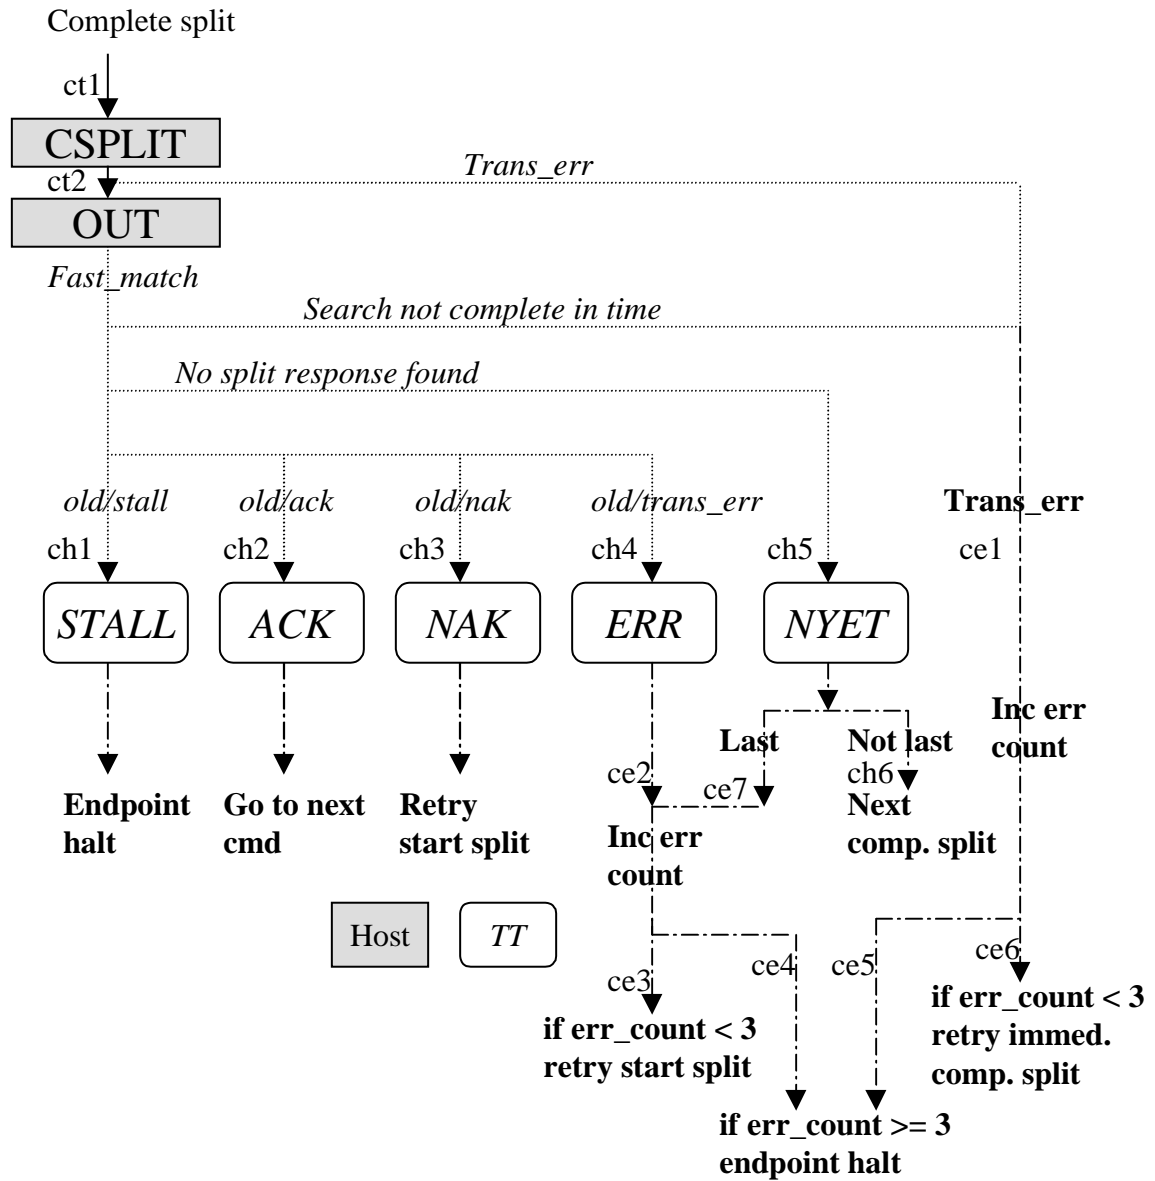 Complete split
ct1
CSPLIT
Trans_err
ct2
OUT
Fast_match
Search not complete in time
No split response found
old/stall
old/ack
old/nak
old/trans_err
Trans_err
ch1
ch2
ch3
ch4
ch5
ce1
STALL
ACK
NAK
ERR
NYET
Inc err
count
Last
Not last
ce2
ce7
ch6
Endpoint
halt
Go to next
cmd
Retry
start split
Next
comp. split
Inc err
count
Host
TT
ce3
ce4
ce5
ce6
if err_count < 3
retry start split
if err_count < 3
retry immed.
comp. split
if err_count >= 3
endpoint halt